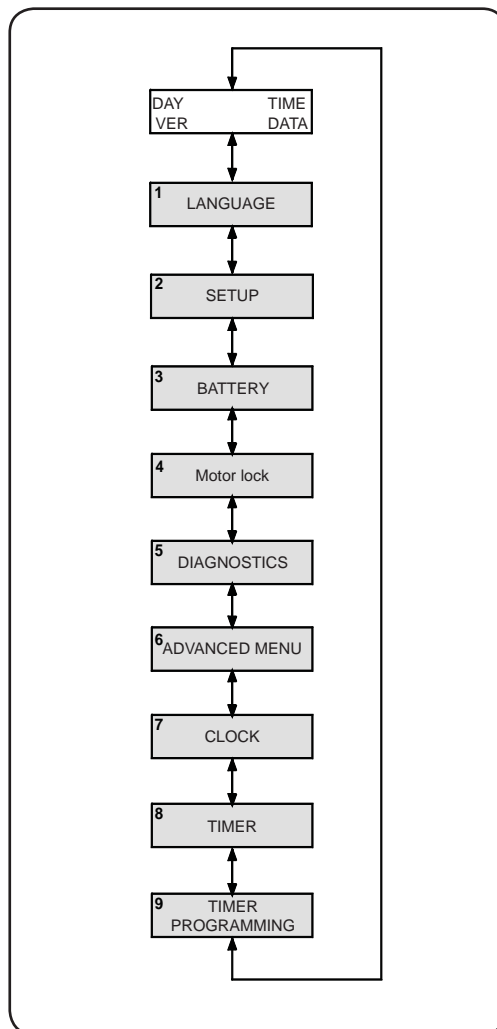 DAY TIME
VER DATA
1 LANGUAGE
2 SETUP
3 BATTERY
4 Motor lock
5 DIAGNOSTICS
6 ADVANCED MENU
7 CLOCK
8 TIMER
9 TIMER
PROGRAMMING